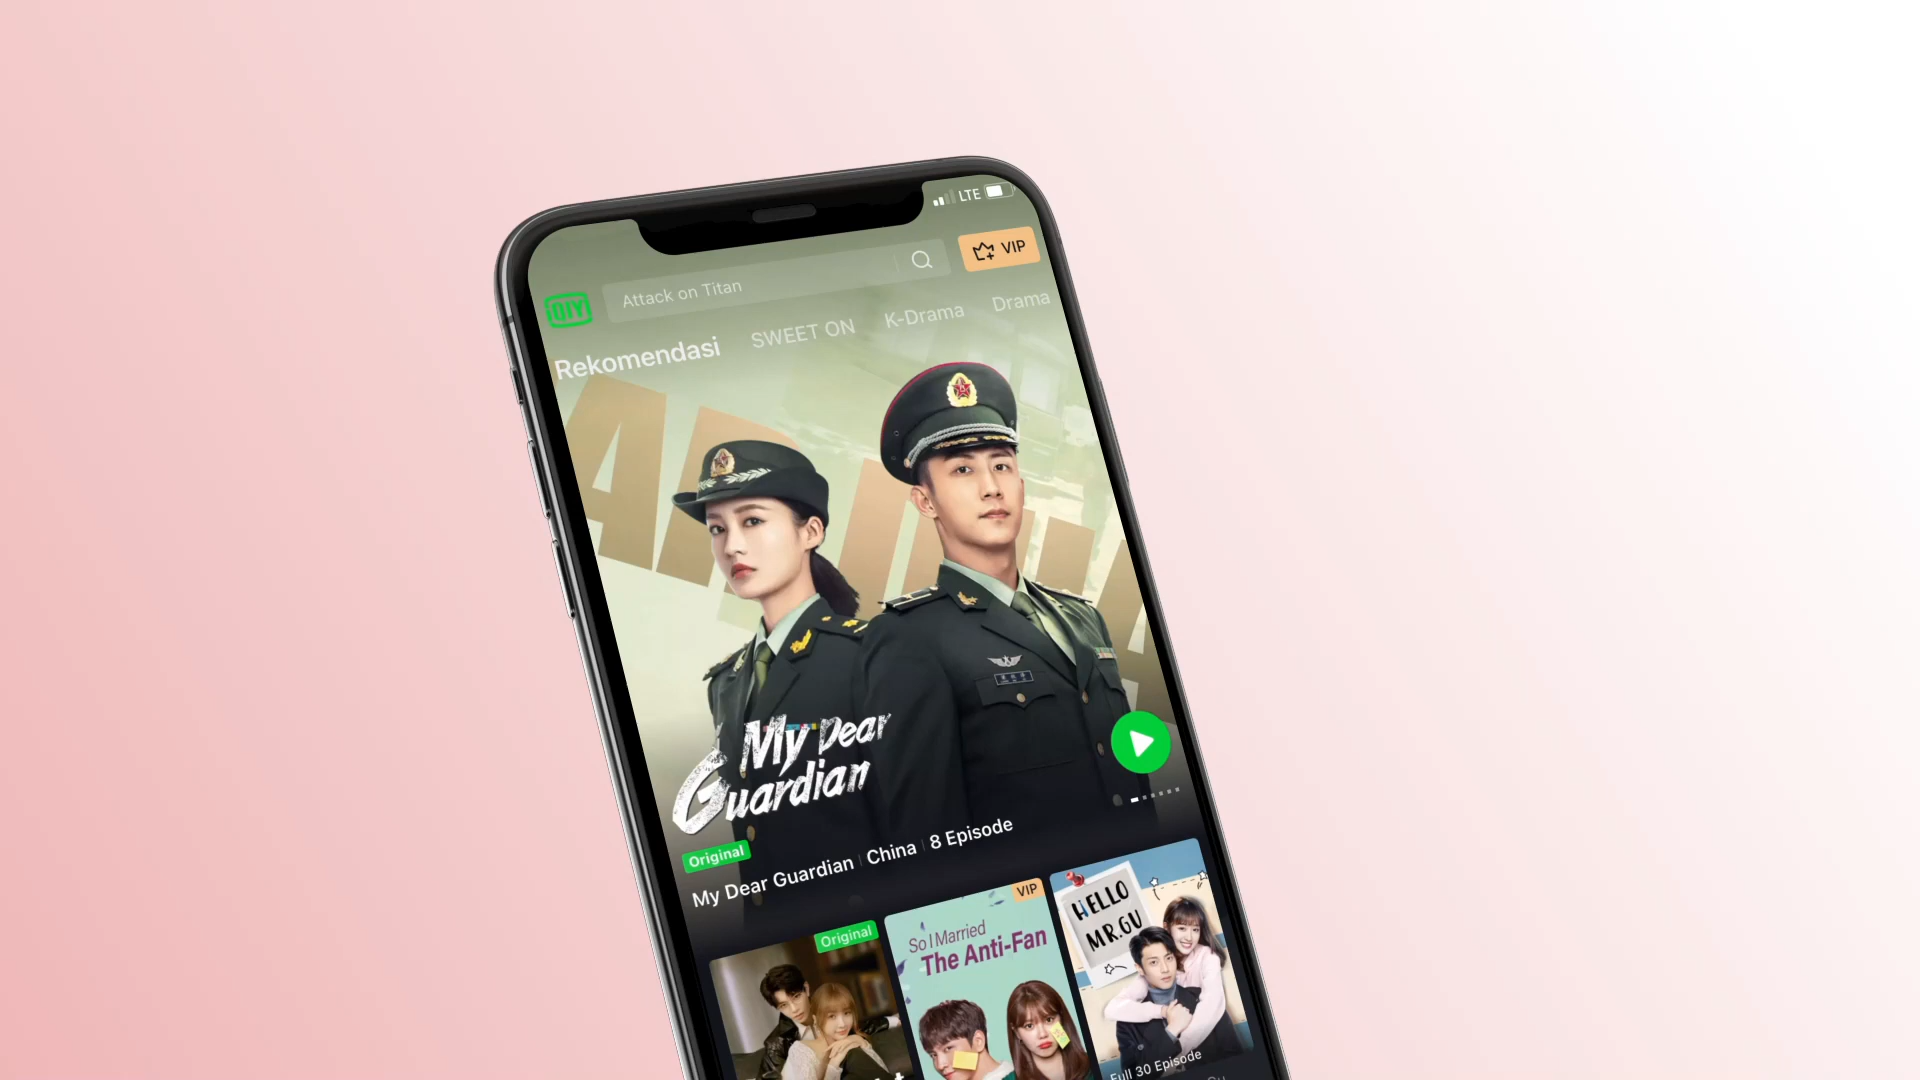 LTE
VIP
Attack on Titan
QIY
Rekomendasi
SWEET ON
K-Drama
Drama
My Dear
Guardian
Original
My Dear Guardian | China | 8 Episode
Original
VIP
So I Married
The Anti-Fan
HELLO
MR.GU
Full 30 Episode